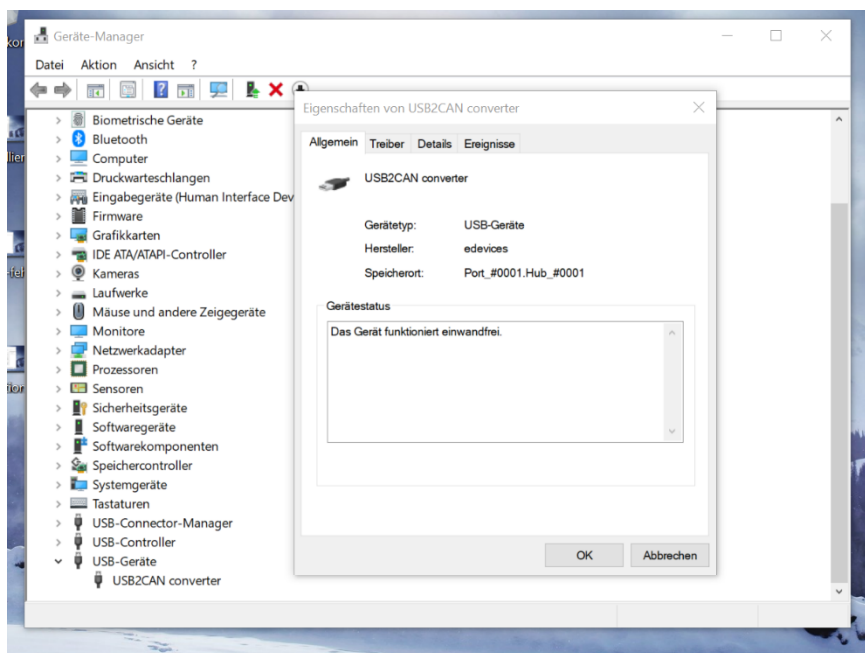 Geräte-Manager
Datei Aktion Ansicht ?
Biometrische Geräte
Bluetooth
Computer
Druckwarteschlangen
Eingabegeräte (Human Interface Dev
Firmware
Grafikkarten
IDE ATA/ATAPI-Controller
Kameras
Laufwerke
Mäuse und andere Zeigegeräte
Monitore
Netzwerkadapter
Prozessoren
Sensoren
Sicherheitsgeräte
Softwaregeräte
Softwarekomponenten
Speichercontroller
Systemgeräte
Tastaturen
USB-Connector-Manager
USB-Controller
USB-Geräte
USB2CAN converter
Eigenschaften von USB2CAN converter
Allgemein Treiber Details Ereignisse
USB2CAN converter
Gerätetyp: USB-Geräte
Hersteller: edevices
Speicherort: Port_#0001.Hub_#0001
Gerätestatus
Das Gerät funktioniert einwandfrei.
OK Abbrechen